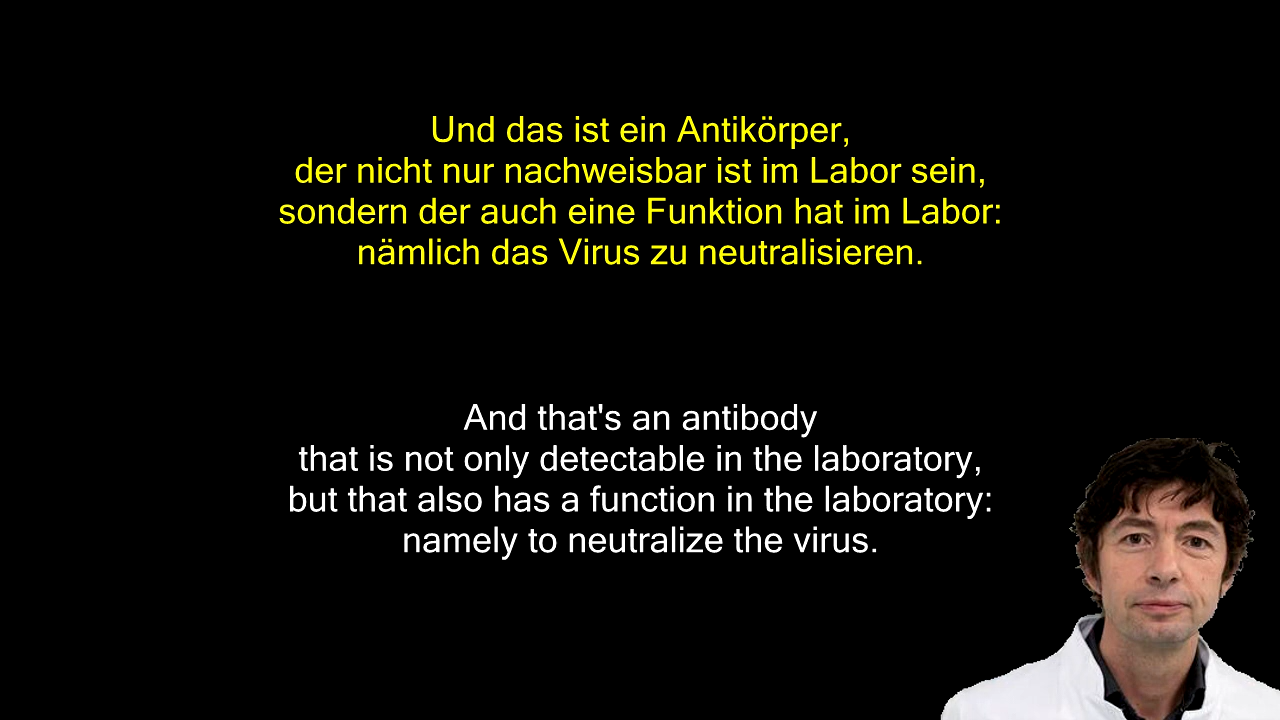 Und das ist ein Antikörper,
der nicht nur nachweisbar ist im Labor sein,
sondern der auch eine Funktion hat im Labor:
nämlich das Virus zu neutralisieren.
And that's an antibody
that is not only detectable in the laboratory,
but that also has a function in the laboratory:
namely to neutralize the virus.